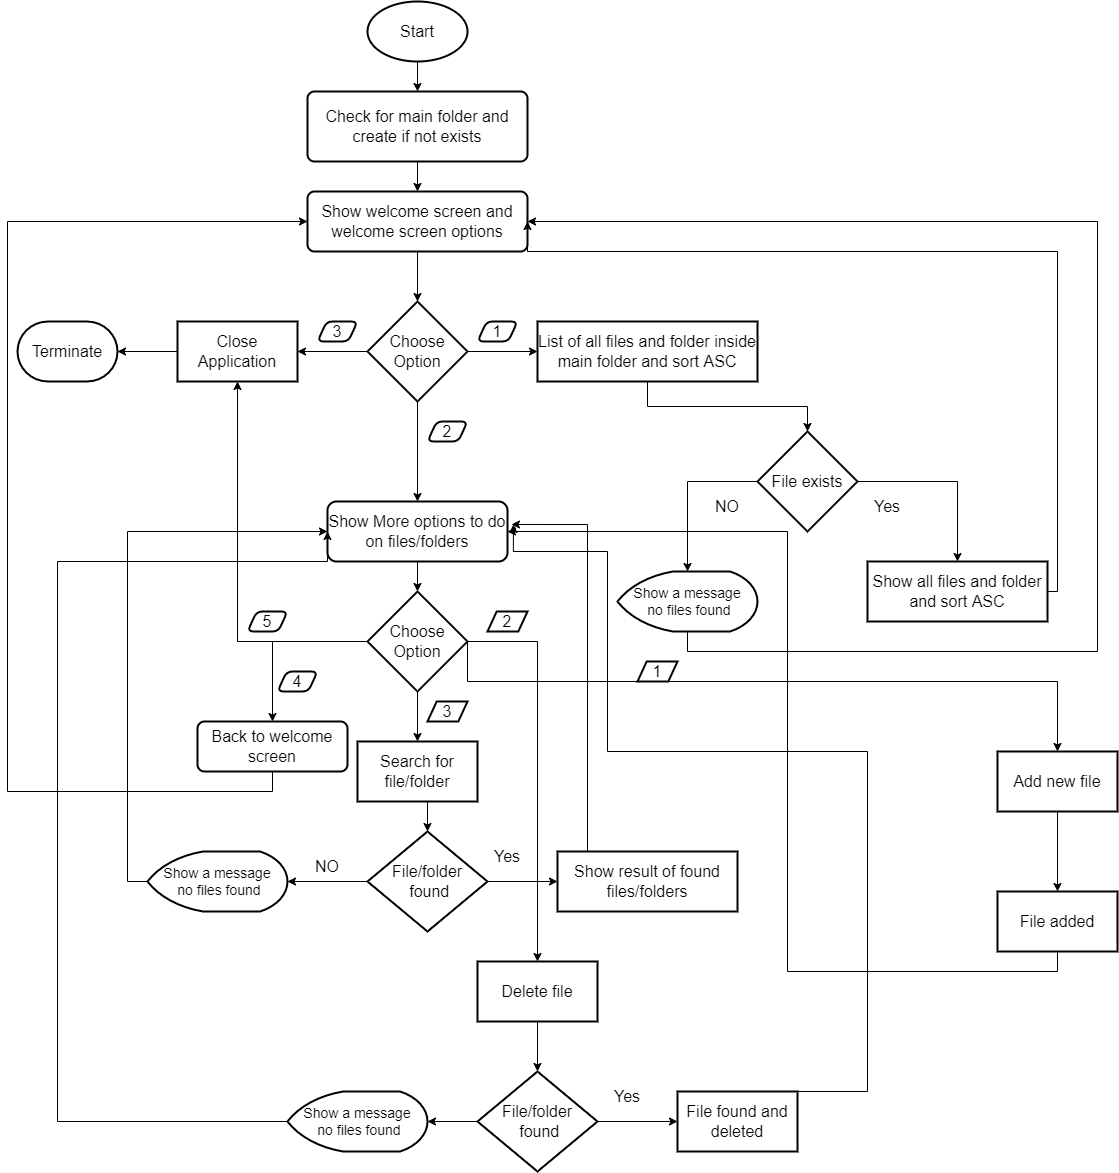 Start
Check for main folder and
create if not exists
Show welcome screen and
welcome screen options
Terminate
Close
Application
3
Choose
Option
1
List of all files and folder inside
main folder and sort ASC
2
File exists
NO
Yes
Show More options to do
on files/folders
Show a message
no files found
Show all files and folder
and sort ASC
5
Choose
Option
2
4
1
3
Back to welcome
screen
Search for
file/folder
Add new file
Show a message
no files found
NO
File/folder
found
Yes
Show result of found
files/folders
File added
Delete file
Show a message
no files found
File/folder
found
Yes
File found and
deleted